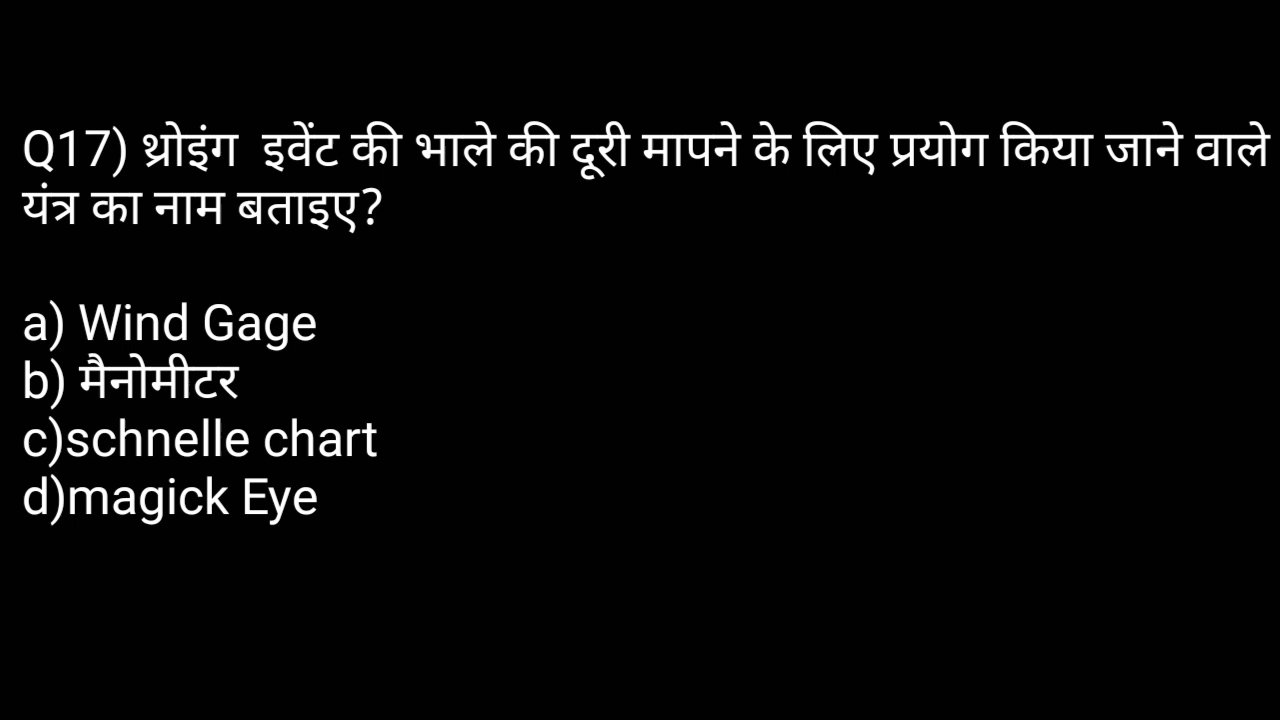 Q17) थ्रोइंग इवेंट की भाले की दूरी मापने के लिए प्रयोग किया जाने वाले
यंत्र का नाम बताइए?
a) Wind Gage
b) मैनोमीटर
c)schnelle chart
d)magick Eye